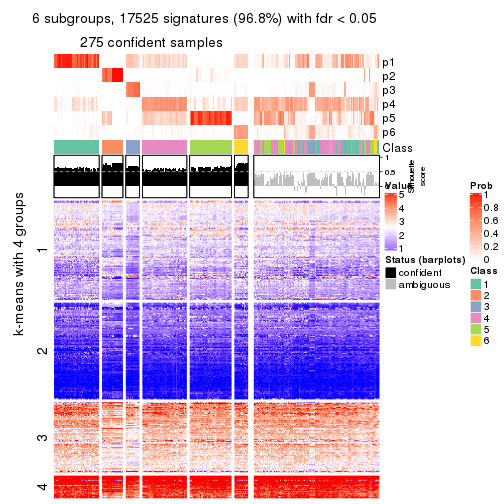 6 subgroups, 17525 signatures (96.8%) with fdr < 0.05
275 confident samples
p1
p2
p3
p4
p5
p6
Class
1
0.5
0
Silhouette
score
k-means with 4 groups
1
2
3
4
Value
5
4
3
2
1
Status (barplots)
confident
ambiguous
Prob
1
0.8
0.6
0.4
0.2
0
Class
1
2
3
4
5
6